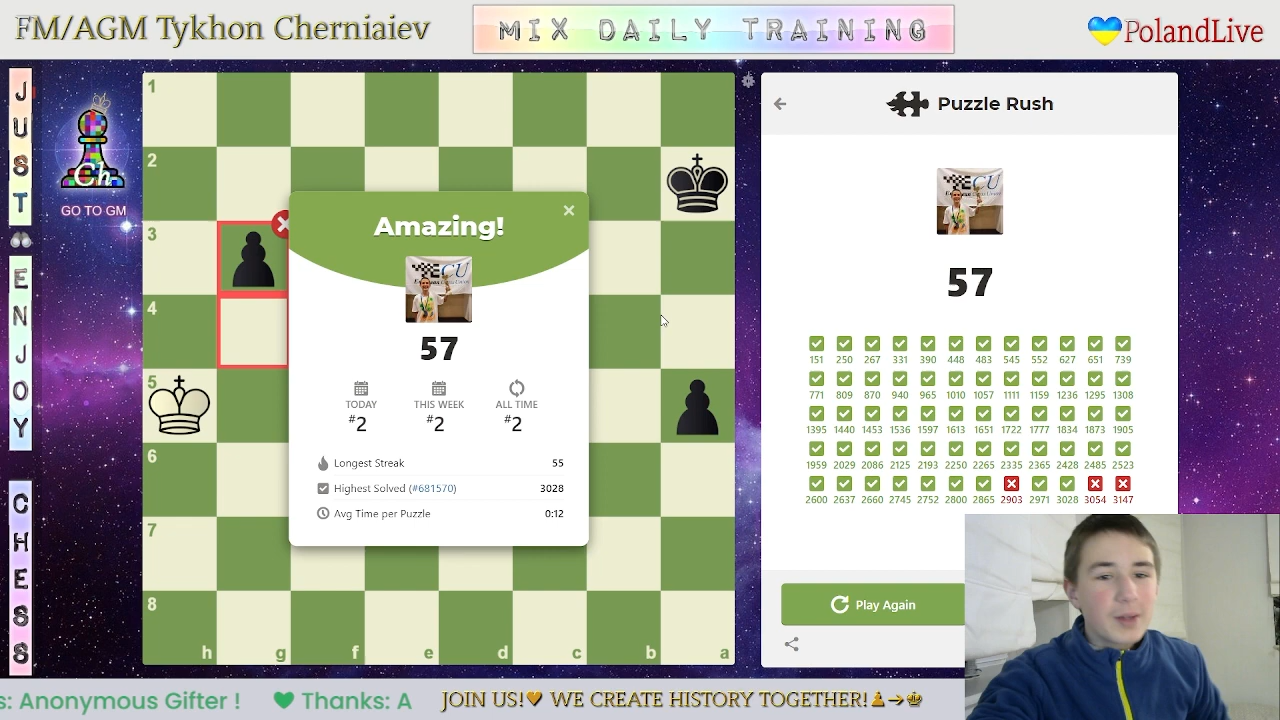 FM/AGM Tykhon Cherniaiev
MIX DAILY TRAINING
PolandLive
JUST
ENJOY
CHESS
Ch
GO TO GM
1
2
3
4
5
6
7
8
h g f e d c b a
Amazing!
ECU
57
TODAY
#2
THIS WEEK
#2
ALL TIME
#2
Longest Streak 55
Highest Solved (#681570) 3028
Avg Time per Puzzle 0:12
Puzzle Rush
ECU
57
151 250 267 331 390 448 483 545 552 627 651 739
771 809 870 940 965 1010 1057 1111 1159 1236 1295 1308
1395 1440 1453 1536 1597 1613 1651 1722 1777 1834 1873 1905
1959 2029 2086 2125 2193 2250 2265 2335 2365 2428 2485 2523
2600 2637 2660 2745 2752 2800 2865 2903 2971 3028 3054 3147
Play Again
s: Anonymous Gifter ! Thanks: A
JOIN US! WE CREATE HISTORY TOGETHER!